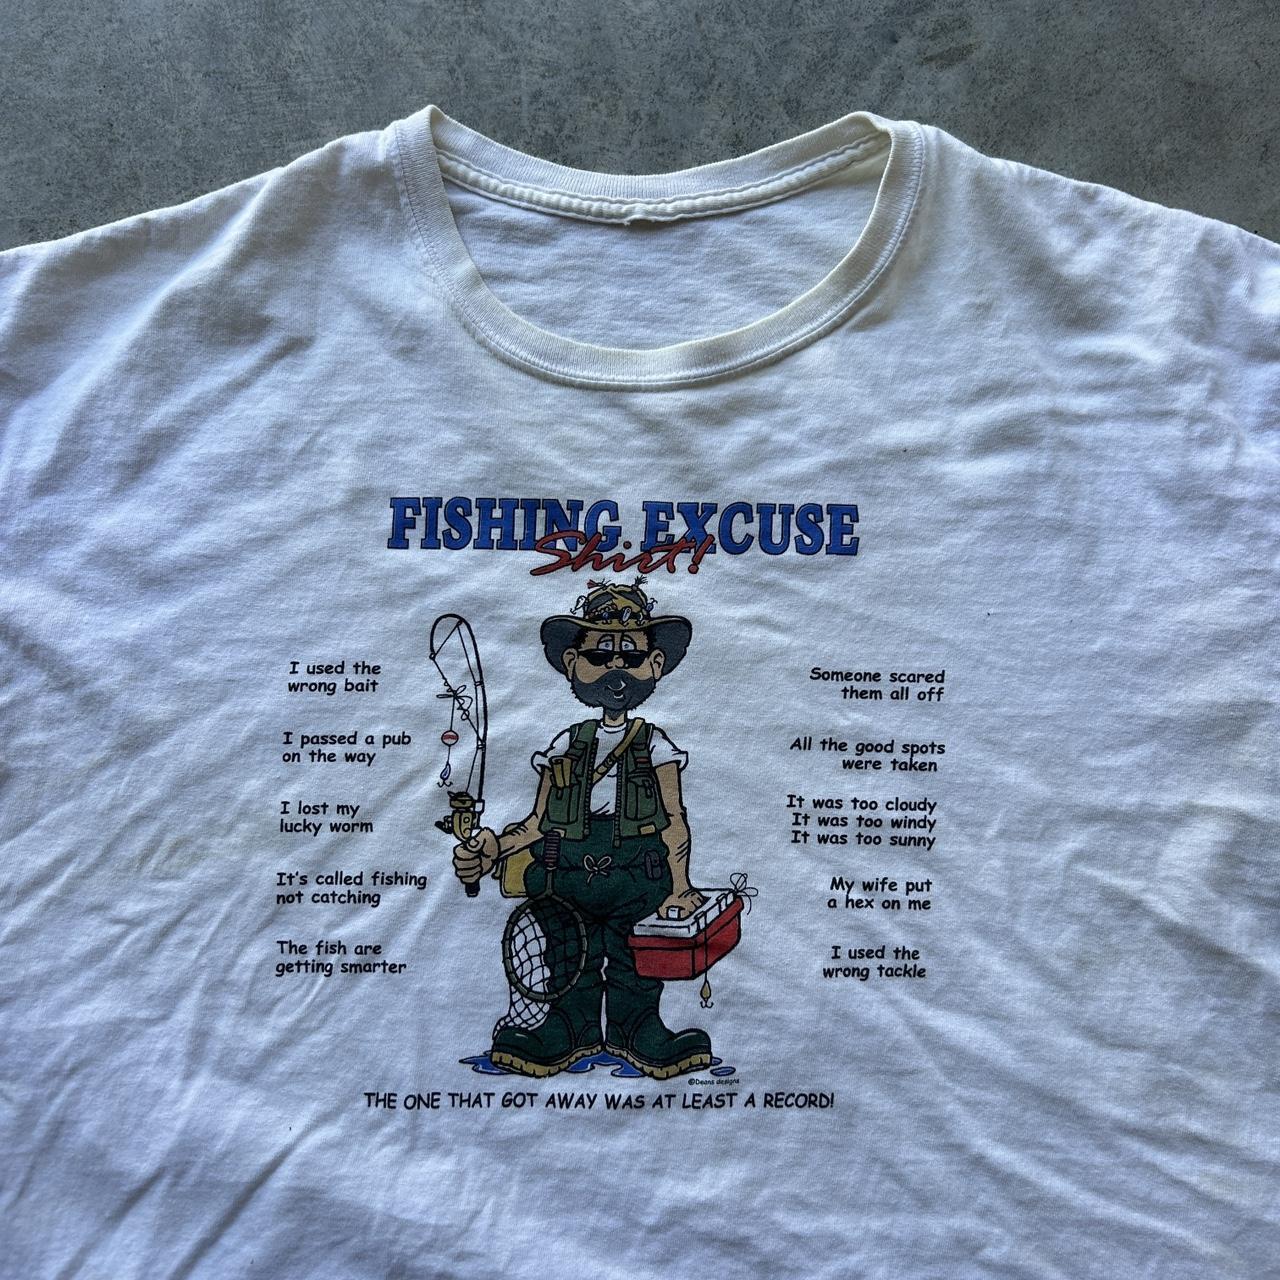 FISHING EXCUSE
Shirt!
I used the
wrong bait
I passed a pub
on the way
I lost my
lucky worm
It's called fishing
not catching
The fish are
getting smarter
Someone scared
them all off
All the good spots
were taken
It was too cloudy
It was too windy
It was too sunny
My wife put
a hex on me
I used the
wrong tackle
©Deans designs
THE ONE THAT GOT AWAY WAS AT LEAST A RECORD!